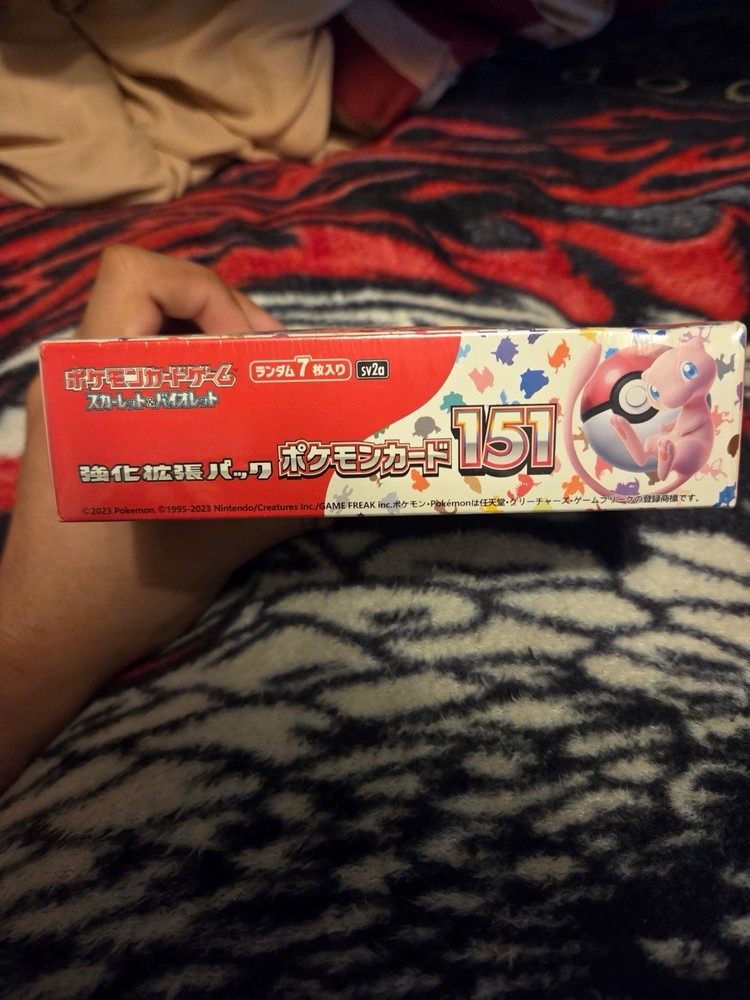 ポケモンカードゲーム
スカーレット&バイオレット
ランダム7枚入り
sv2a
強化拡張パック ポケモンカード 151
©2023 Pokémon. ©1995-2023 Nintendo/Creatures Inc./GAME FREAK inc.ポケモン・Pokémonは任天堂・クリーチャーズ・ゲームフリークの登録商標です。